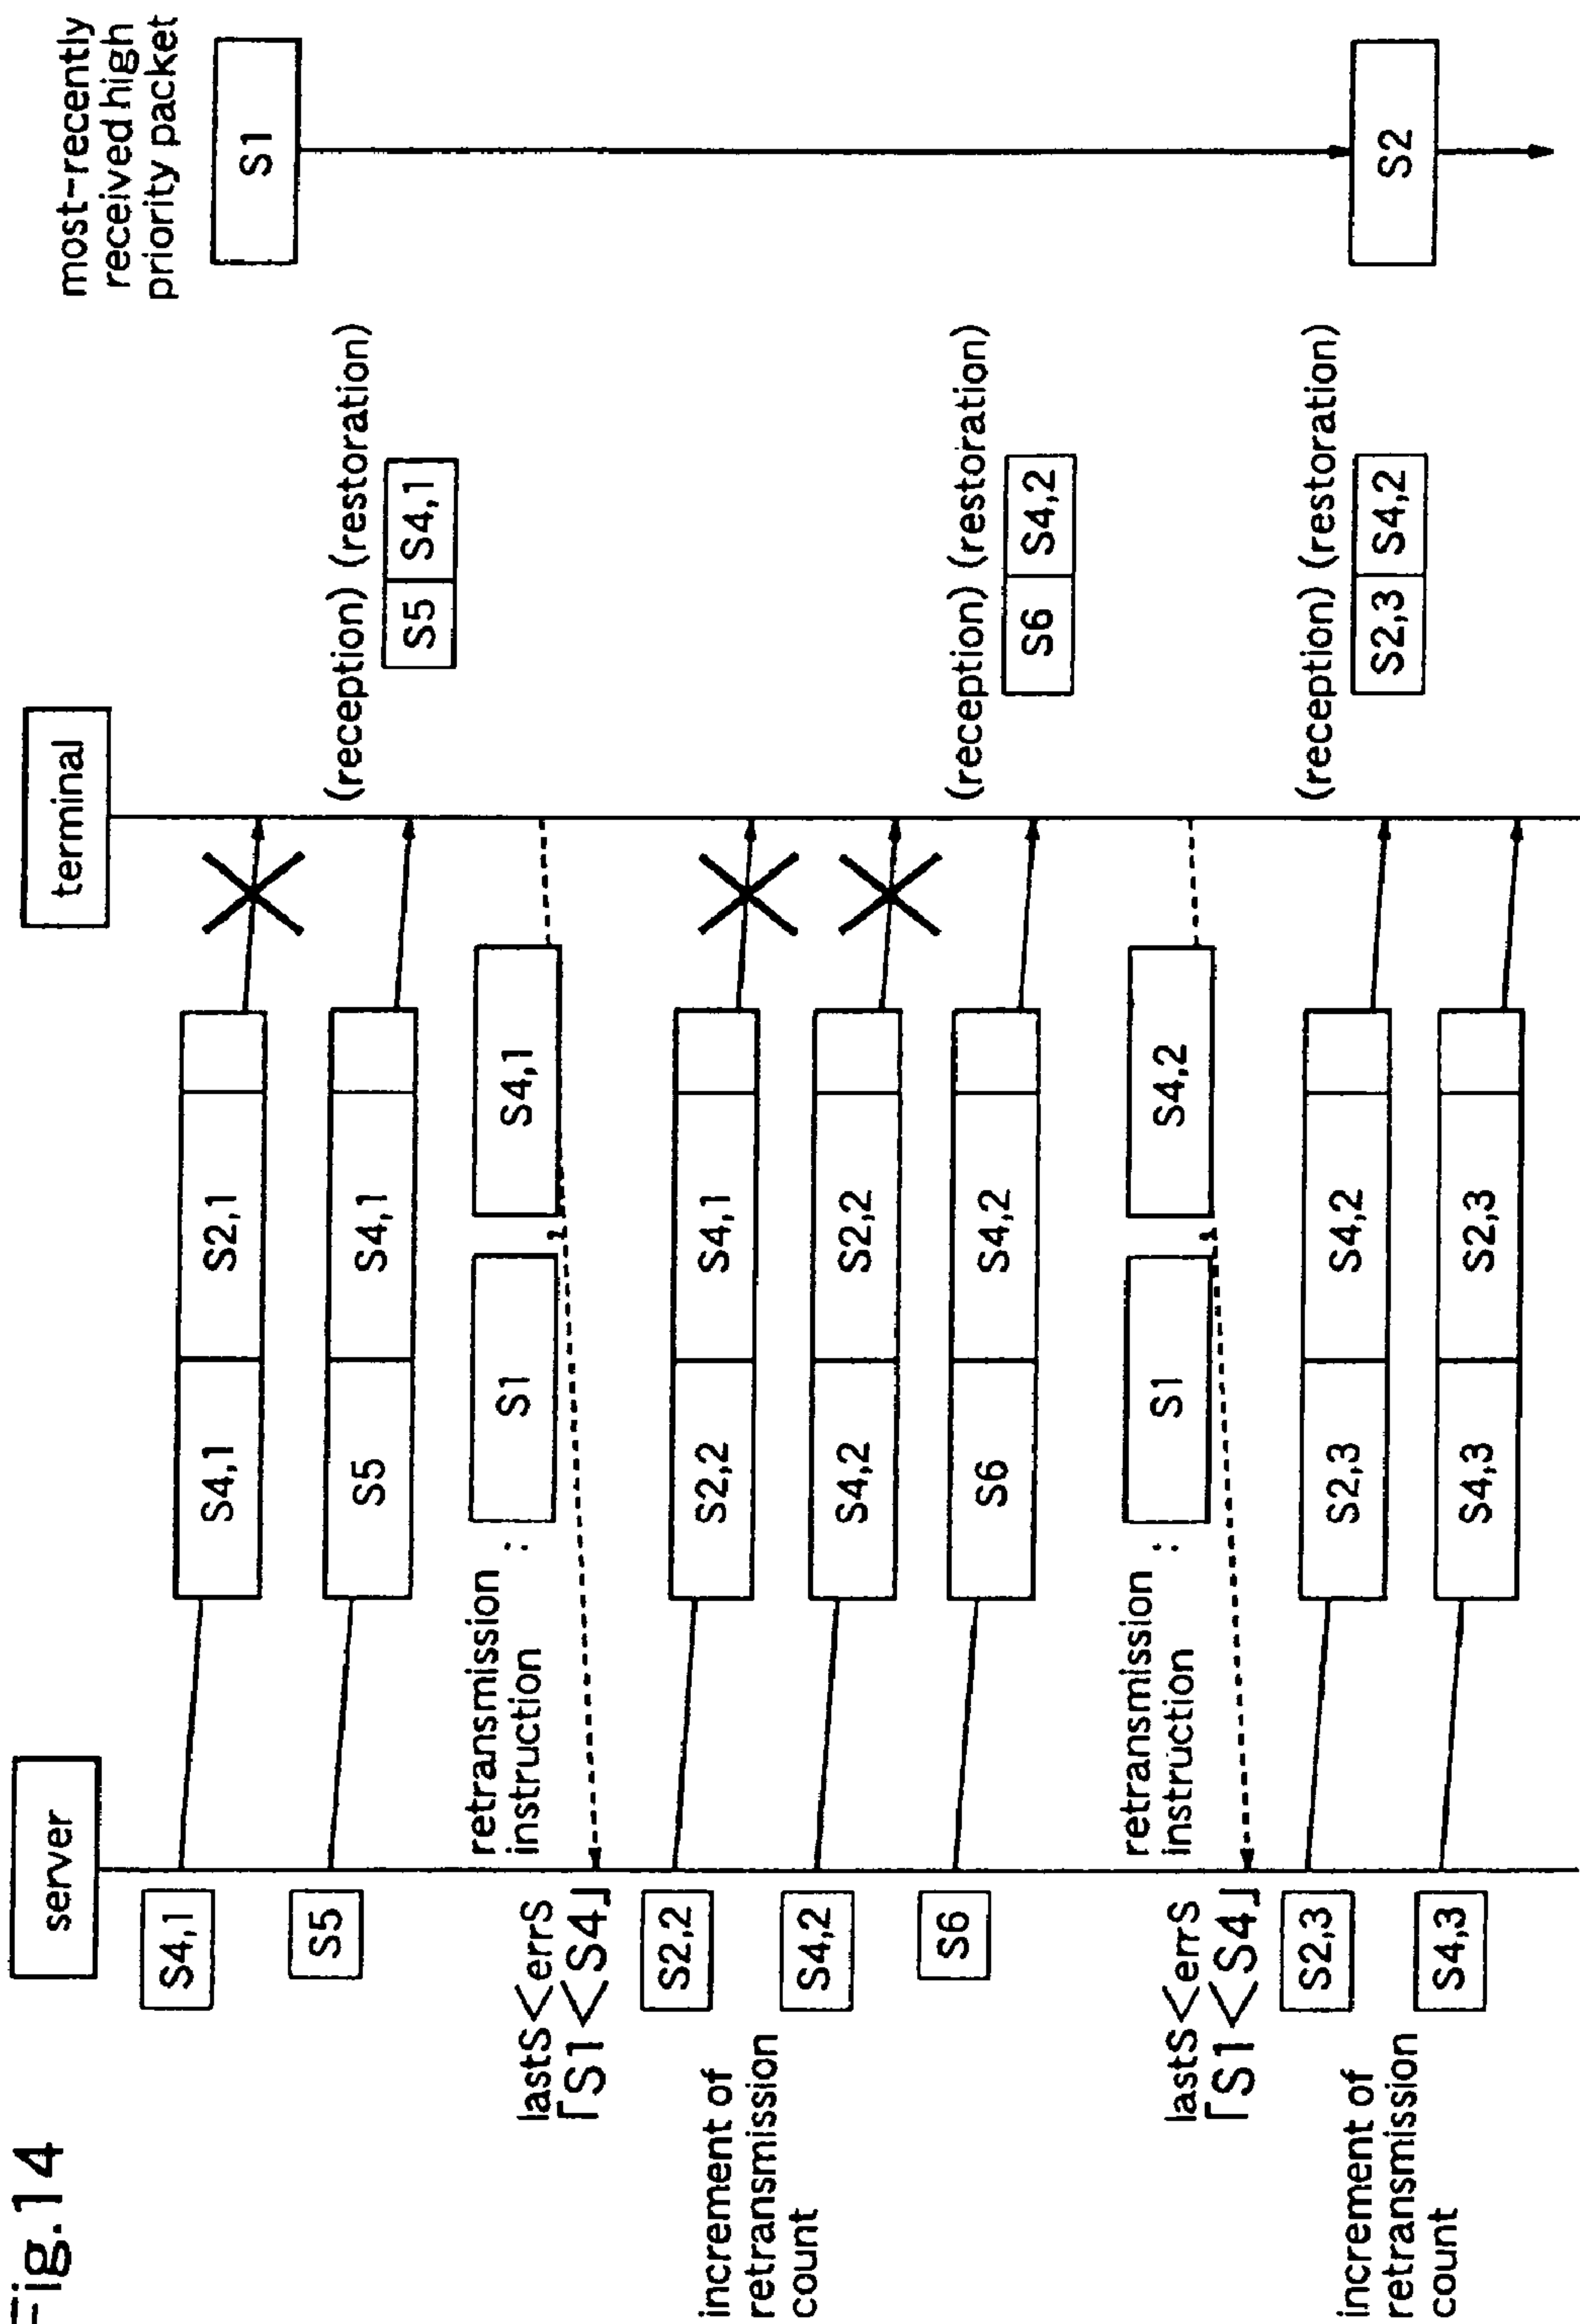 Fig.14
server
terminal
most-recently
received high
priority packet
S4,1
S4,1
S2,1
S1
S5
S5
S4,1
(reception) (restoration)
S5
S4,1
retransmission
instruction :
S1
,
S4,1
lastS<errS
「S1<S4」
increment of
retransmission
count
S2,2
S2,2
S4,1
S4,2
S4,2
S2,2
S6
S6
S4,2
(reception) (restoration)
S6
S4,2
retransmission
instruction :
S1
,
S4,2
lastS<errS
「S1<S4」
increment of
retransmission
count
S2,3
S2,3
S4,2
(reception) (restoration)
S2,3
S4,2
S2
S4,3
S4,3
S2,3